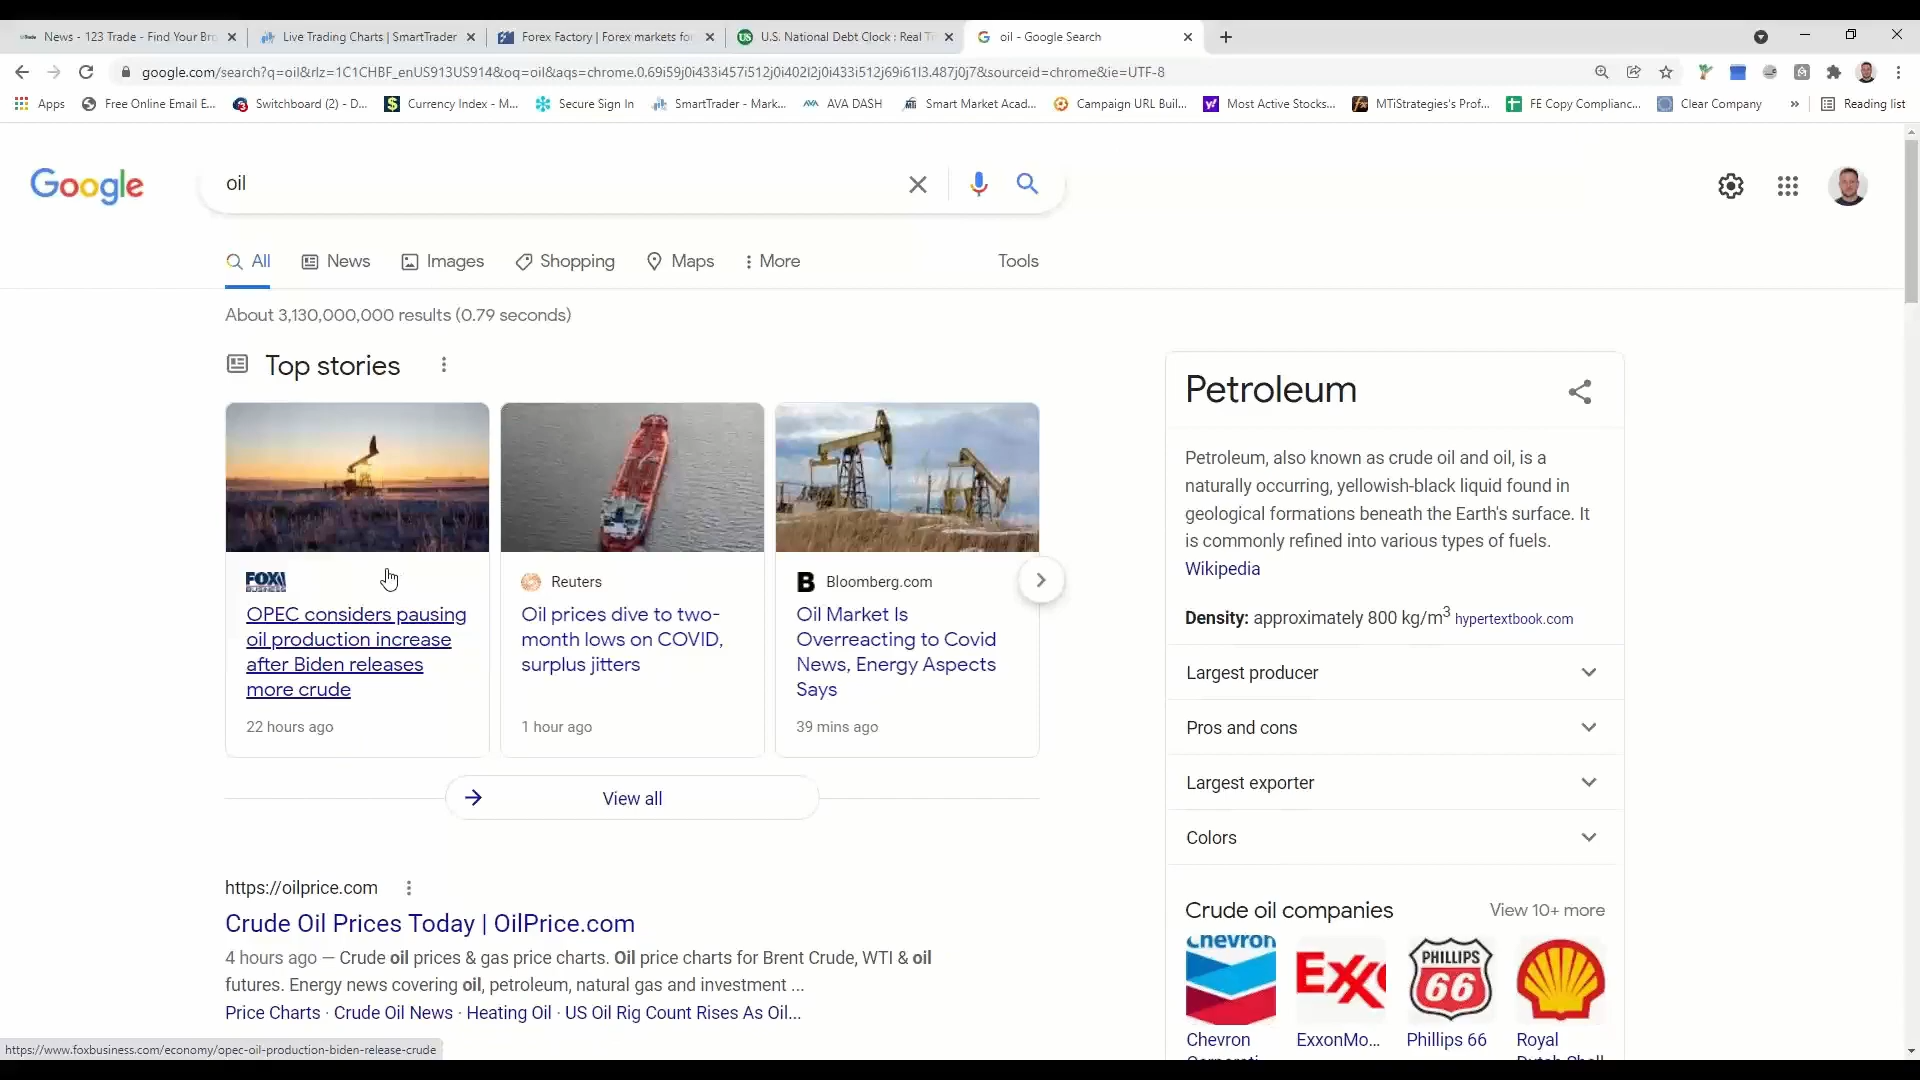 News - 123 Trade - Find Your Bro
Live Trading Charts | SmartTrader
Forex Factory | Forex markets for
U.S. National Debt Clock : Real Ti
oil - Google Search
google.com/search?q=oil&rlz=1C1CHBF_enUS913US914&oq=oil&aqs=chrome.0.69i59j0i433i457i512j0i402l2j0i433i512j69i61l3.487j0j7&sourceid=chrome&ie=UTF-8
Apps
Free Online Email E...
Switchboard (2) - D...
Currency Index - M...
Secure Sign In
SmartTrader - Mark...
AVA DASH
Smart Market Acad...
Campaign URL Buil...
Most Active Stocks...
MTiStrategies's Prof...
FE Copy Complianc...
Clear Company
»
Reading list
Google
oil
All
News
Images
Shopping
Maps
More
Tools
About 3,130,000,000 results (0.79 seconds)
Top stories
FOX
BUSINESS
OPEC considers pausing
oil production increase
after Biden releases
more crude
22 hours ago
Reuters
Oil prices dive to two-
month lows on COVID,
surplus jitters
1 hour ago
B
Bloomberg.com
Oil Market Is
Overreacting to Covid
News, Energy Aspects
Says
39 mins ago
View all
https://oilprice.com
Crude Oil Prices Today | OilPrice.com
4 hours ago — Crude oil prices & gas price charts. Oil price charts for Brent Crude, WTI & oil
futures. Energy news covering oil, petroleum, natural gas and investment ...
Price Charts · Crude Oil News · Heating Oil · US Oil Rig Count Rises As Oil...
Petroleum
Petroleum, also known as crude oil and oil, is a
naturally occurring, yellowish-black liquid found in
geological formations beneath the Earth's surface. It
is commonly refined into various types of fuels.
Wikipedia
Density: approximately 800 kg/m³ hypertextbook.com
Largest producer
Pros and cons
Largest exporter
Colors
Crude oil companies
View 10+ more
Chevron
PHILLIPS
66
Chevron
ExxonMo...
Phillips 66
Royal
https://www.foxbusiness.com/economy/opec-oil-production-biden-release-crude